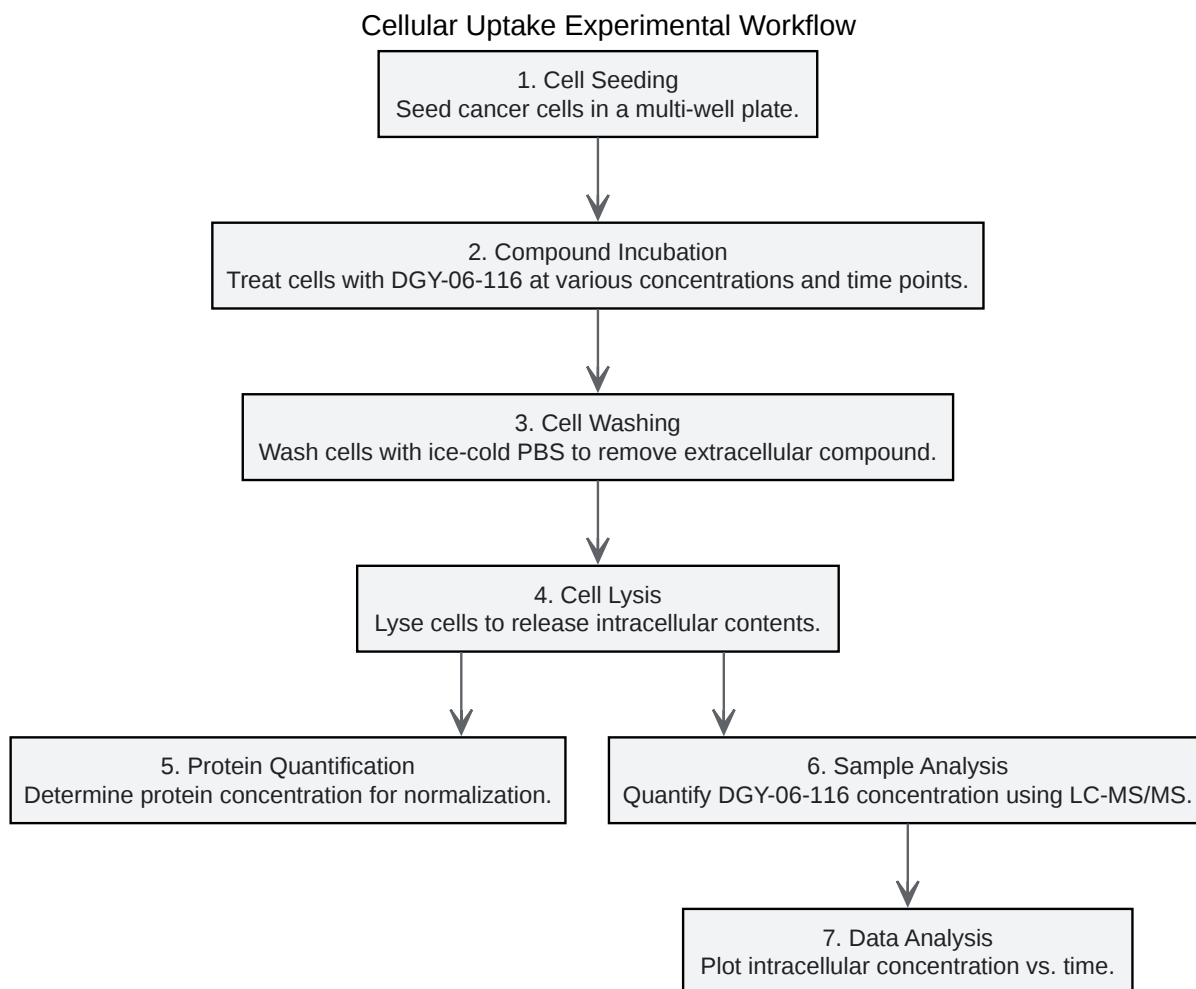 Cellular Uptake Experimental Workflow
1. Cell Seeding
Seed cancer cells in a multi-well plate.
2. Compound Incubation
Treat cells with DGY-06-116 at various concentrations and time points.
3. Cell Washing
Wash cells with ice-cold PBS to remove extracellular compound.
4. Cell Lysis
Lyse cells to release intracellular contents.
5. Protein Quantification
Determine protein concentration for normalization.
6. Sample Analysis
Quantify DGY-06-116 concentration using LC-MS/MS.
7. Data Analysis
Plot intracellular concentration vs. time.